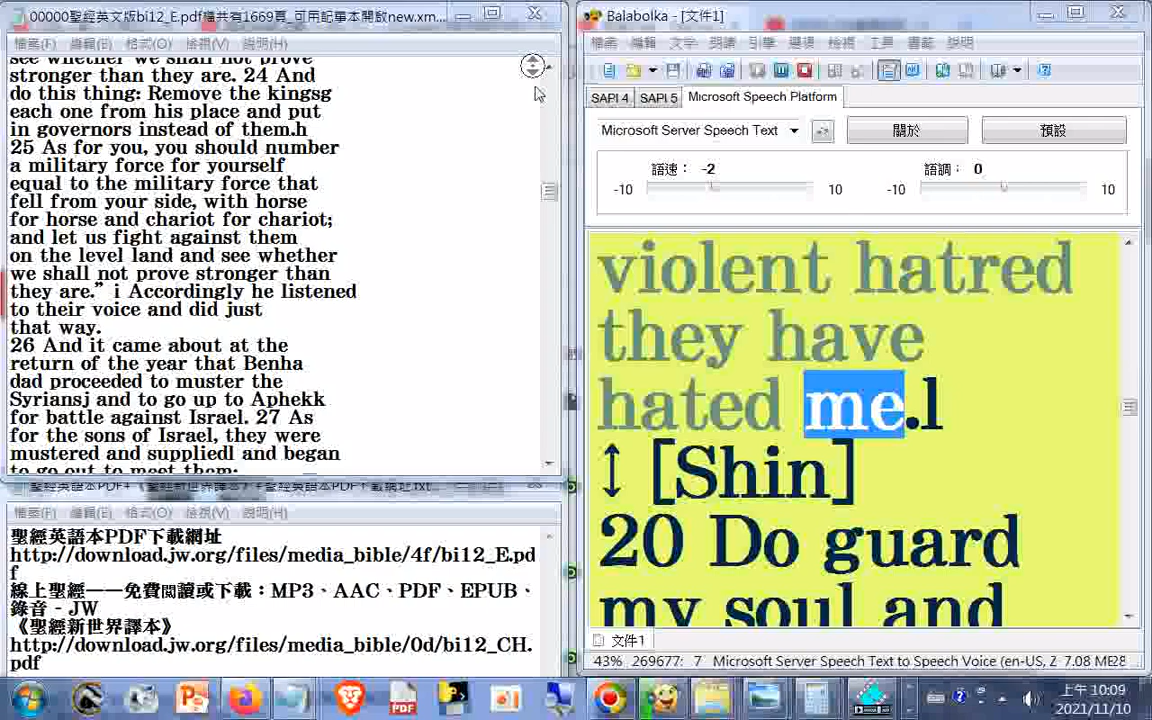 00000聖經英文版bi12_E.pdf檔共有1669頁_可用記事本開啟new.xm...
檔案(F) 編輯(E) 格式(O) 檢視(V) 說明(H)
see whether we shall not prove
stronger than they are. 24 And
do this thing: Remove the kingsg
each one from his place and put
in governors instead of them.h
25 As for you, you should number
a military force for yourself
equal to the military force that
fell from your side, with horse
for horse and chariot for chariot;
and let us fight against them
on the level land and see whether
we shall not prove stronger than
they are.” i Accordingly he listened
to their voice and did just
that way.
26 And it came about at the
return of the year that Benha
dad proceeded to muster the
Syriansj and to go up to Aphekk
for battle against Israel. 27 As
for the sons of Israel, they were
mustered and suppliedl and began
to go out to meet them;
檔案(F) 編輯(E) 格式(O) 檢視(V) 說明(H)
聖經英語本PDF下載網址
http://download.jw.org/files/media_bible/4f/bi12_E.pd
f
線上聖經——免費閱讀或下載：MP3、AAC、PDF、EPUB、
錄音 - JW
《聖經新世界譯本》
http://download.jw.org/files/media_bible/0d/bi12_CH.
pdf
Balabolka - [文件1]
檔案 編輯 文字 朗讀 引擎 選項 檢視 工具 書籤 說明
SAPI 4 SAPI 5 Microsoft Speech Platform
Microsoft Server Speech Text 關於 預設
語速： -2 語調： 0
-10 10 -10 10
violent hatred
they have
hated me.l
↕ [Shin]
20 Do guard
my soul and
文件1
43% 269677: 7 Microsoft Server Speech Text to Speech Voice (en-US, Z 7.08 ME28
PDF
上午 10:09
2021/11/10